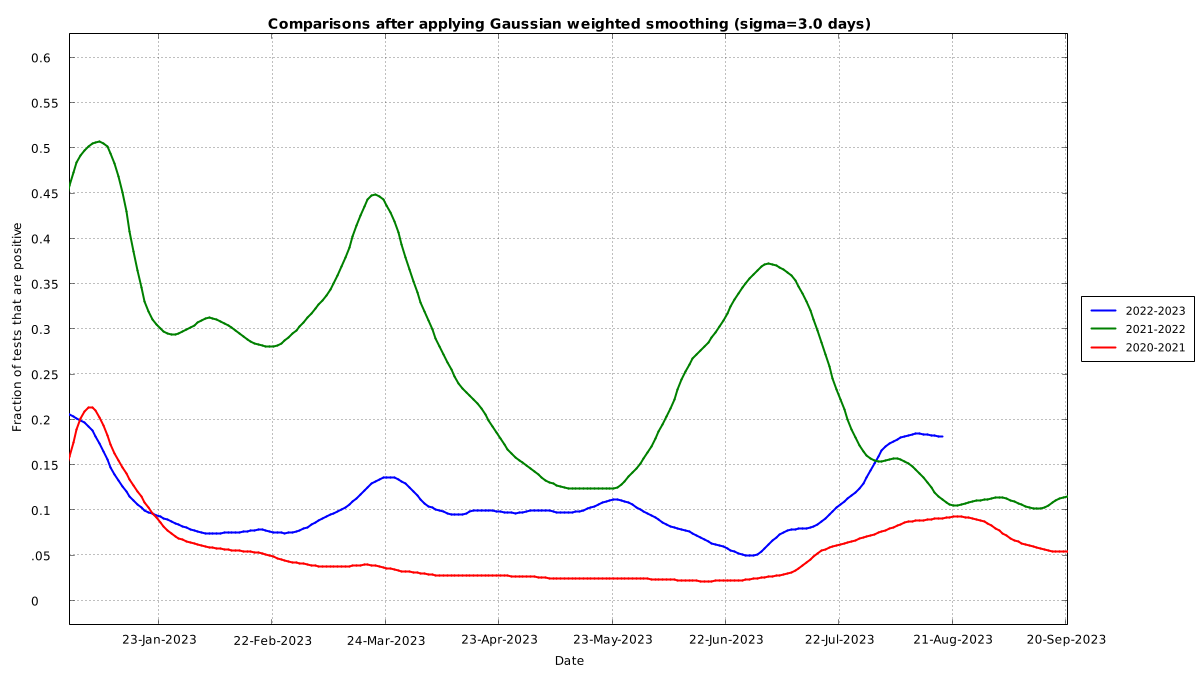 Comparisons after applying Gaussian weighted smoothing (sigma=3.0 days)
0.6
0.55
0.5
0.45
0.4
0.35
0.3
0.25
0.2
0.15
0.1
.05
0
Fraction of tests that are positive
23-Jan-2023
22-Feb-2023
24-Mar-2023
23-Apr-2023
23-May-2023
22-Jun-2023
22-Jul-2023
21-Aug-2023
20-Sep-2023
Date
2022-2023
2021-2022
2020-2021